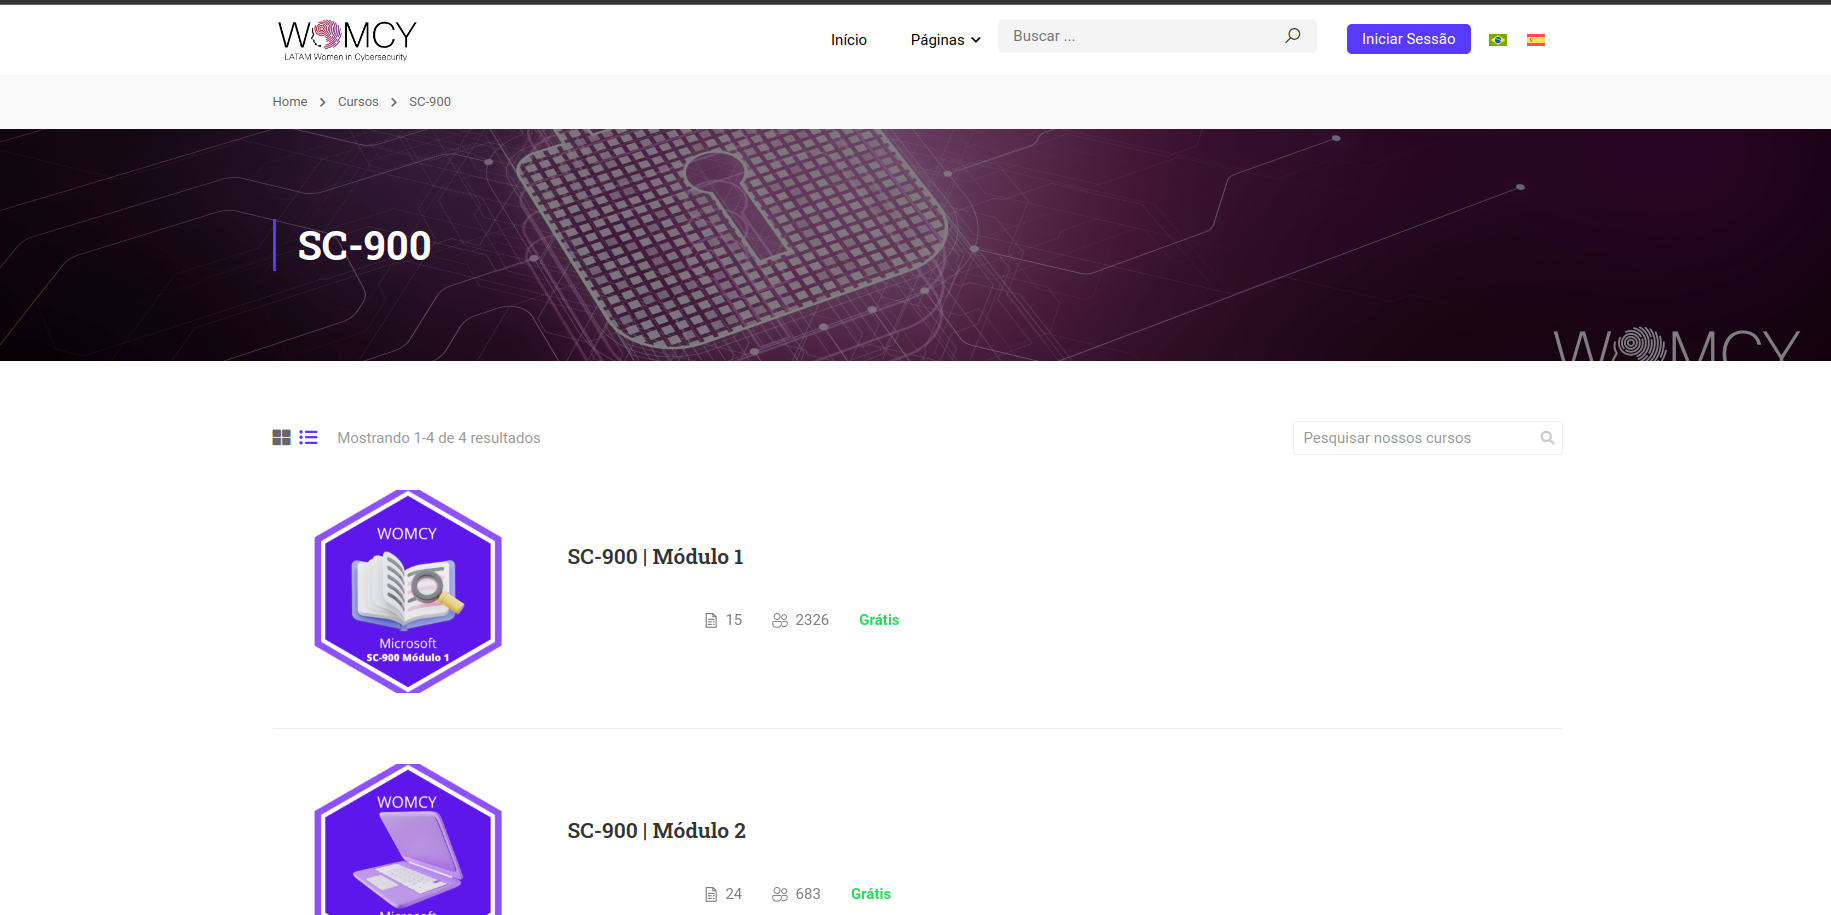 WOMCY
LATAM Women in Cybersecurity
Início
Páginas
Buscar ...
Iniciar Sessão
Home
Cursos
SC-900
SC-900
WOMCY
Mostrando 1-4 de 4 resultados
Pesquisar nossos cursos
WOMCY
Microsoft
SC-900 Módulo 1
SC-900 | Módulo 1
15
2326
Grátis
WOMCY
Microsoft
SC-900 | Módulo 2
24
683
Grátis